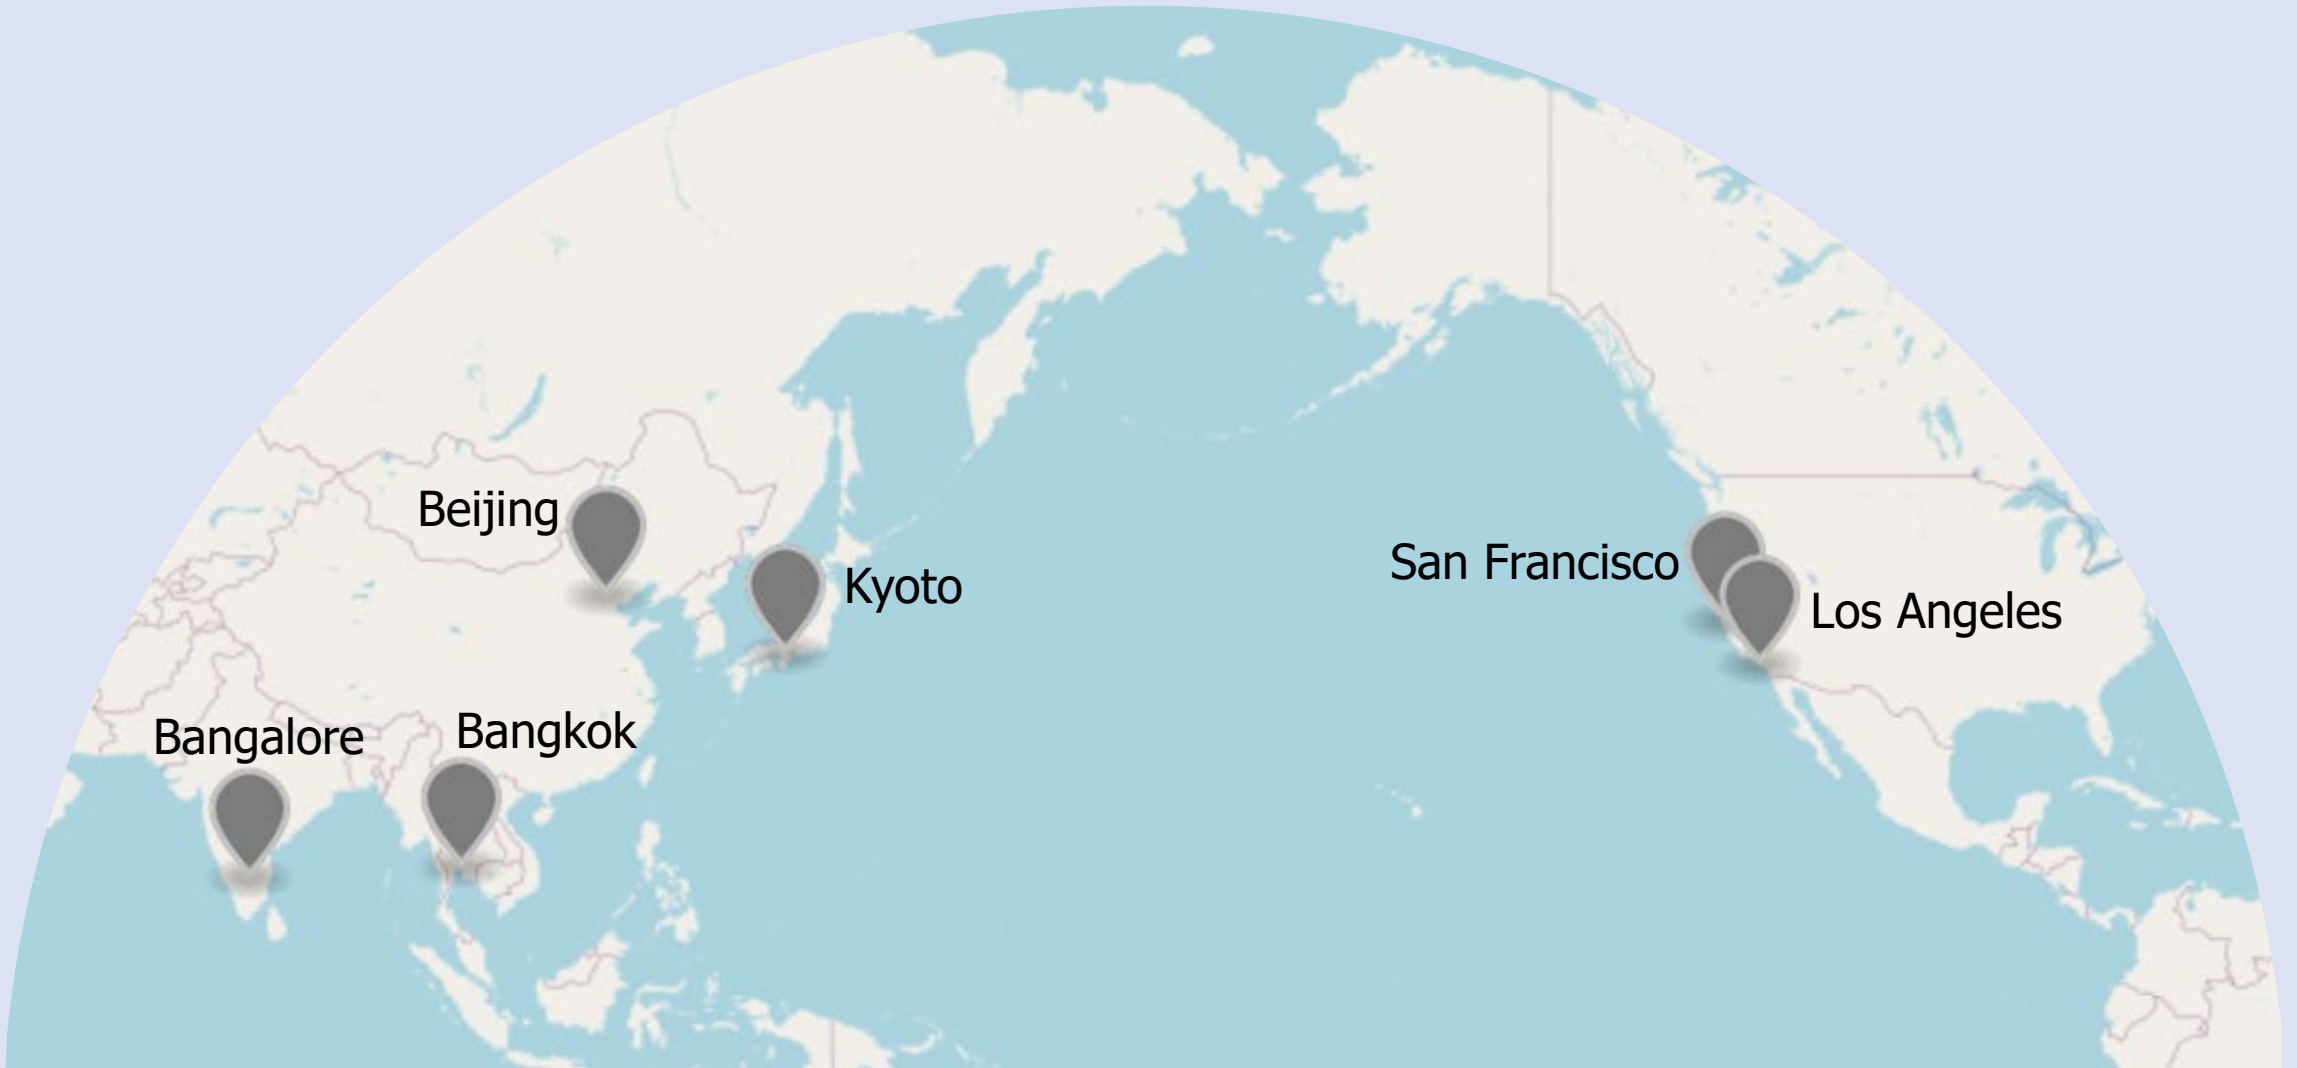 Beijing
San Francisco
Kyoto
Los Angeles
Bangalore
Bangkok